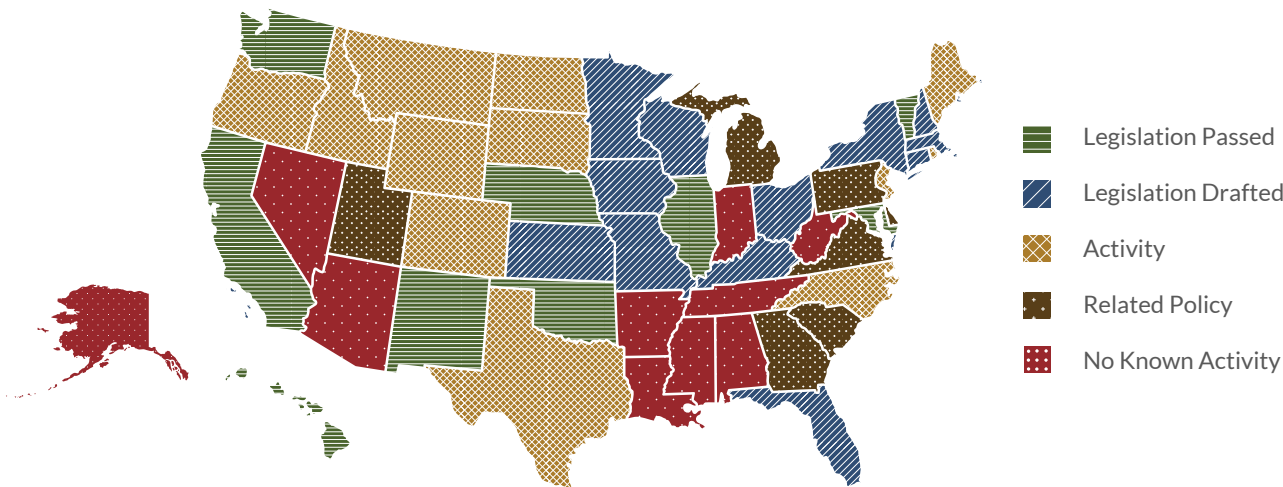 Legislation Passed
Legislation Drafted
Activity
Related Policy
No Known Activity